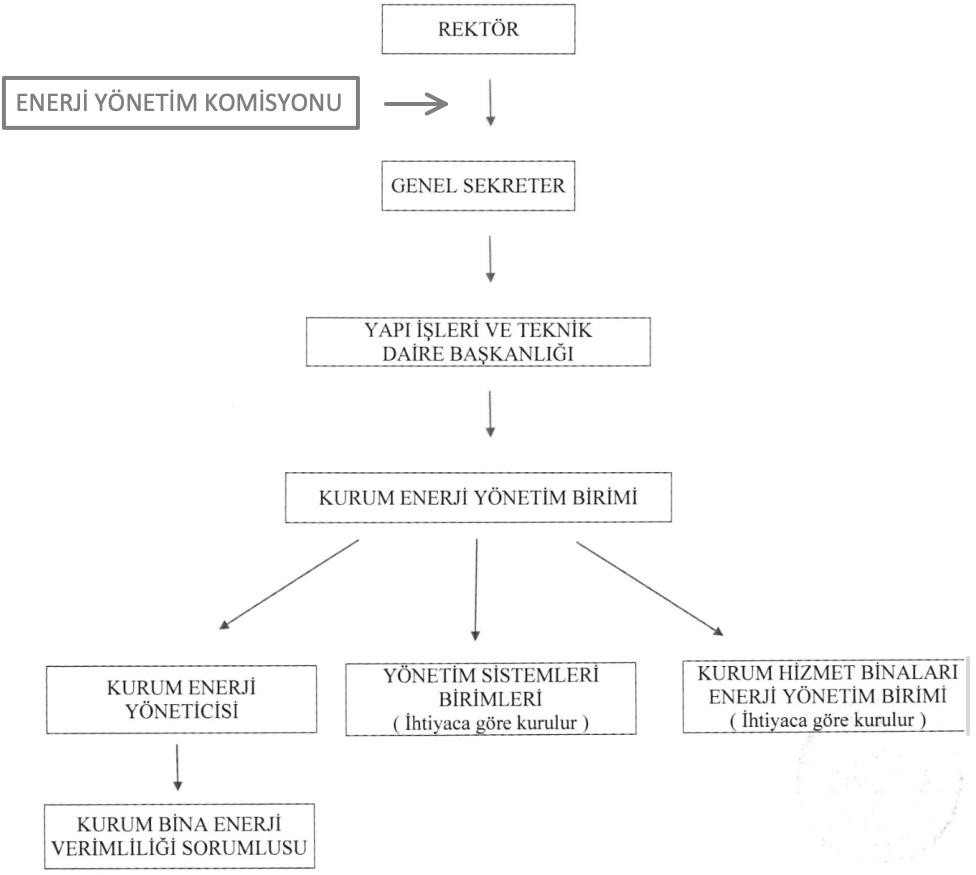 REKTÖR
ENERJİ YÖNETİM KOMİSYONU
GENEL SEKRETER
YAPI İŞLERİ VE TEKNİK
DAİRE BAŞKANLIĞI
KURUM ENERJİ YÖNETİM BİRİMİ
KURUM ENERJİ
YÖNETİCİSİ
YÖNETİM SİSTEMLERİ
BİRİMLERİ
( İhtiyaca göre kurulur )
KURUM HİZMET BİNALARI
ENERJİ YÖNETİM BİRİMİ
( İhtiyaca göre kurulur )
KURUM BİNA ENERJİ
VERİMLİLİĞİ SORUMLUSU